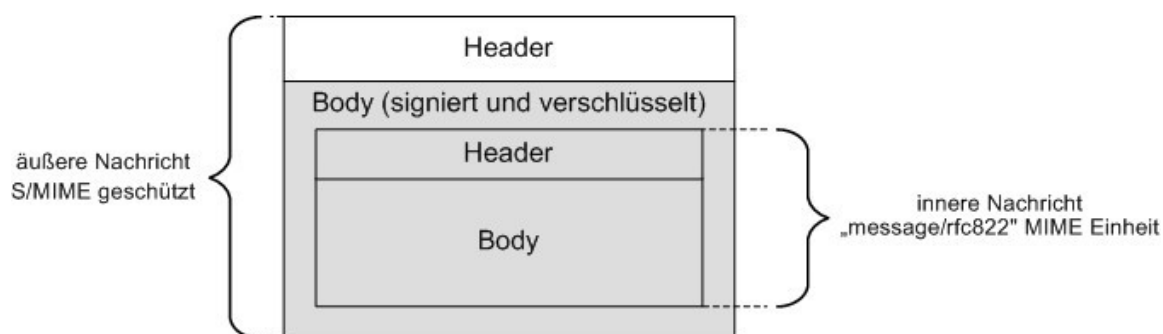 Header
Body (signiert und verschlüsselt)
Header
Body
äußere Nachricht
S/MIME geschützt
innere Nachricht
„message/rfc822" MIME Einheit